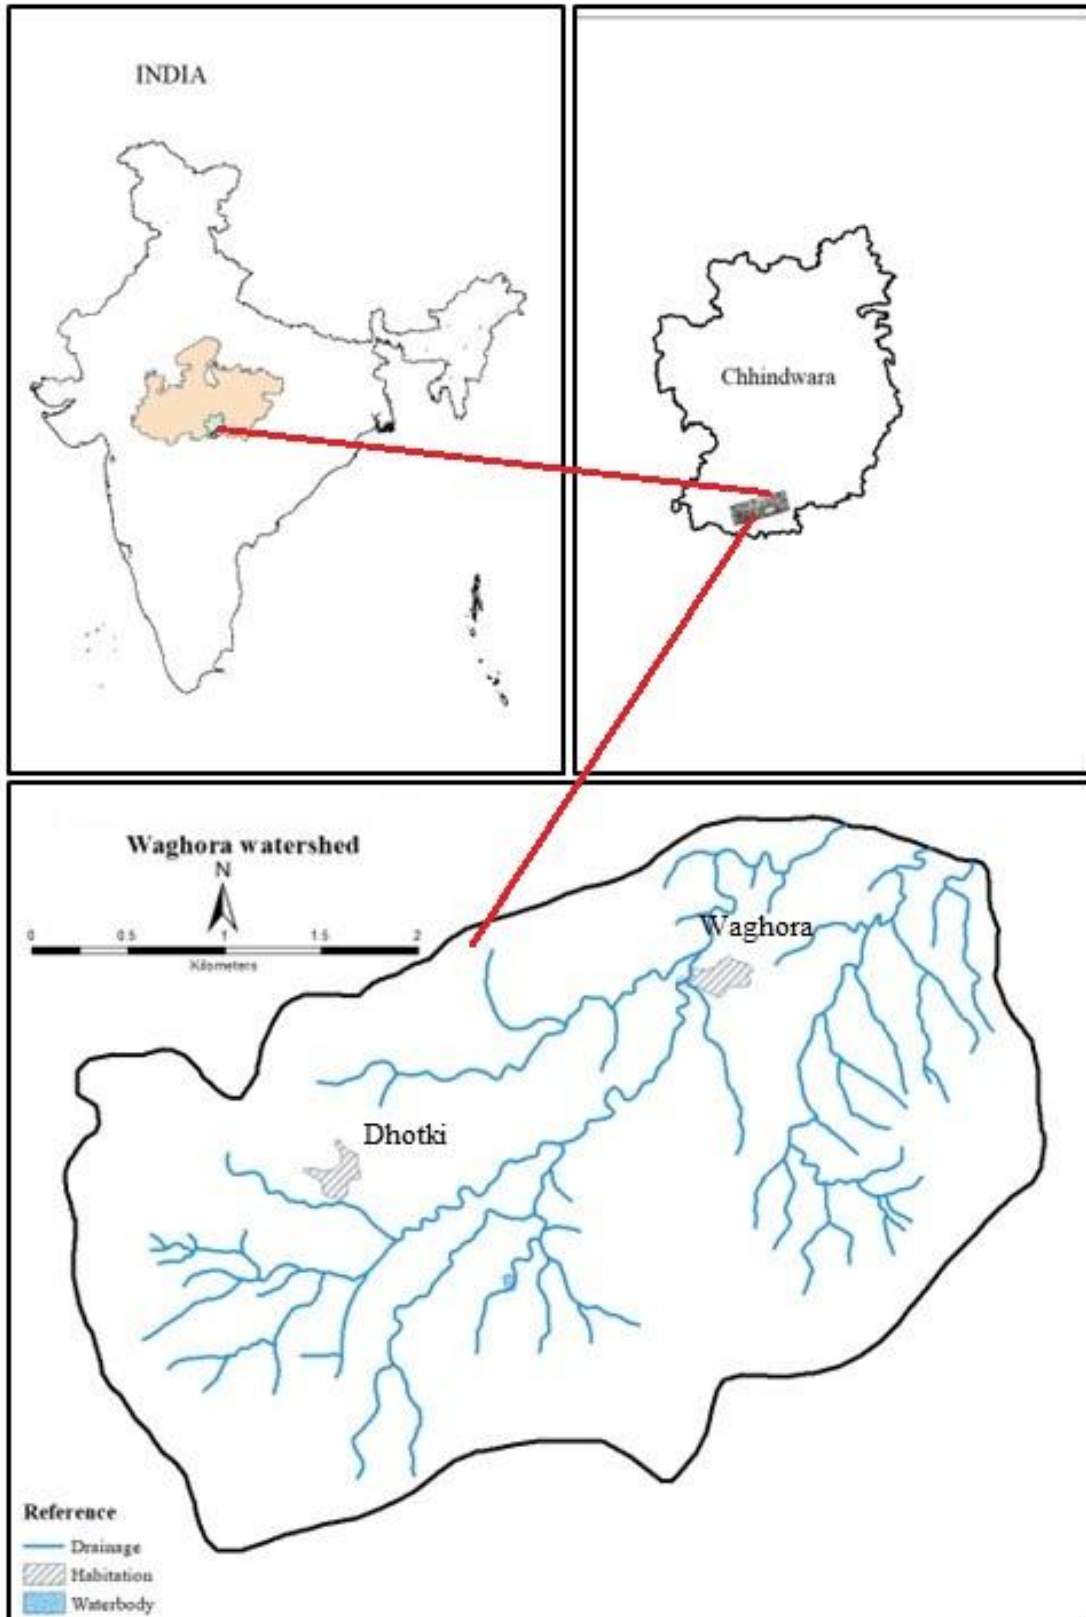 INDIA
Chhindwara
Waghora watershed
N
0 0.5 1 1.5 2
Kilometers
Waghora
Dhotki
Reference
Drainage
Habitation
Waterbody